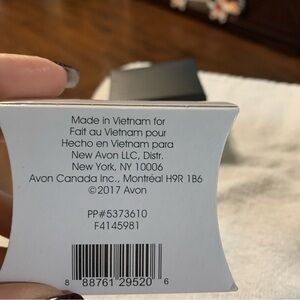 Made in Vietnam for
Fait au Vietnam pour
Hecho en Vietnam para
New Avon LLC, Distr.
New York, NY 10006
Avon Canada Inc., Montréal H9R 1B6
©2017 Avon
PP#5373610
F4145981
8 88761 29520 6